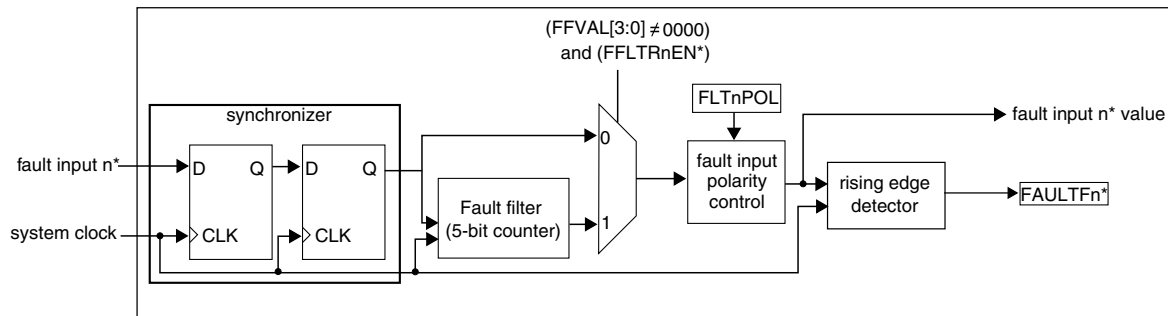 (FFVAL[3:0] ≠ 0000)
and (FFLTRnEN*)
FLTnPOL
synchronizer
fault input n* value
0
fault input n*
D
Q
D
Q
fault input
polarity
control
rising edge
detector
FAULTFn*
Fault filter
(5-bit counter)
1
system clock
CLK
CLK